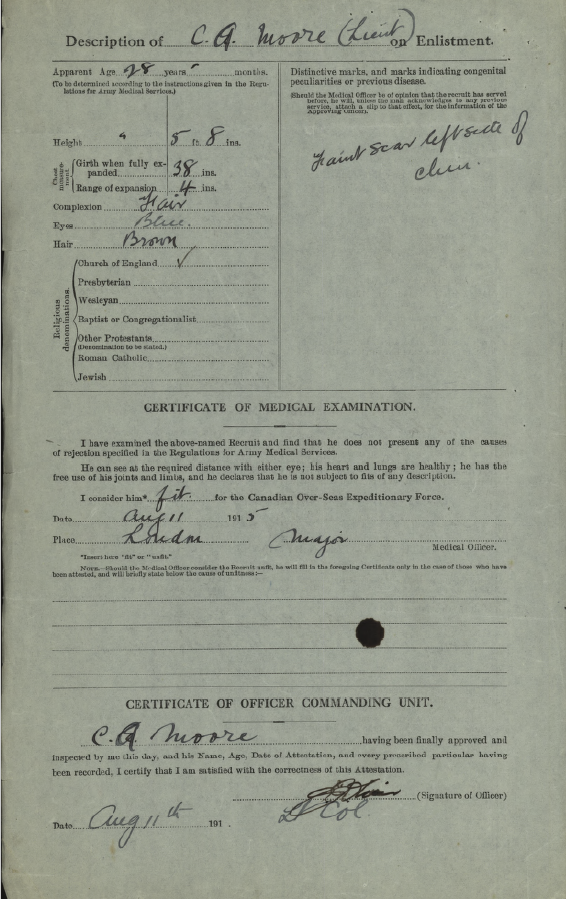 Description of C. A. Moore (Lieut) on Enlistment.
Apparent Age 28 years months.
(To be determined according to the instructions given in the Regu-
lations for Army Medical Services.)
Height 5 ft. 8 ins.
Chest
measure-
ment.
Girth when fully ex-
panded 38 ins.
Range of expansion 4 ins.
Complexion Fair
Eyes Blue.
Hair Brown
Religious
denominations.
Church of England ✓
Presbyterian
Wesleyan
Baptist or Congregationalist
Other Protestants
(Denomination to be stated.)
Roman Catholic
Jewish
Distinctive marks, and marks indicating congenital
peculiarities or previous disease.
(Should the Medical Officer be of opinion that the recruit has served
before, he will, unless the man acknowledges to any previous
service, attach a slip to that effect, for the information of the
Approving Officer).
Faint scar left side of
chin.
CERTIFICATE OF MEDICAL EXAMINATION.
I have examined the above-named Recruit and find that he does not present any of the causes
of rejection specified in the Regulations for Army Medical Services.
He can see at the required distance with either eye; his heart and lungs are healthy; he has the
free use of his joints and limbs, and he declares that he is not subject to fits of any description.
I consider him* fit for the Canadian Over-Seas Expeditionary Force.
Date Aug 11 1915
Place London Major
Medical Officer.
*Insert here "fit" or "unfit."
NOTE.—Should the Medical Officer consider the Recruit unfit, he will fill in the foregoing Certificate only in the case of those who have
been attested, and will briefly state below the cause of unfitness:—
CERTIFICATE OF OFFICER COMMANDING UNIT.
C. A. Moore having been finally approved and
inspected by me this day, and his Name, Age, Date of Attestation, and every prescribed particular having
been recorded, I certify that I am satisfied with the correctness of this Attestation.
(Signature of Officer)
Lt Col
Date Aug 11th 191